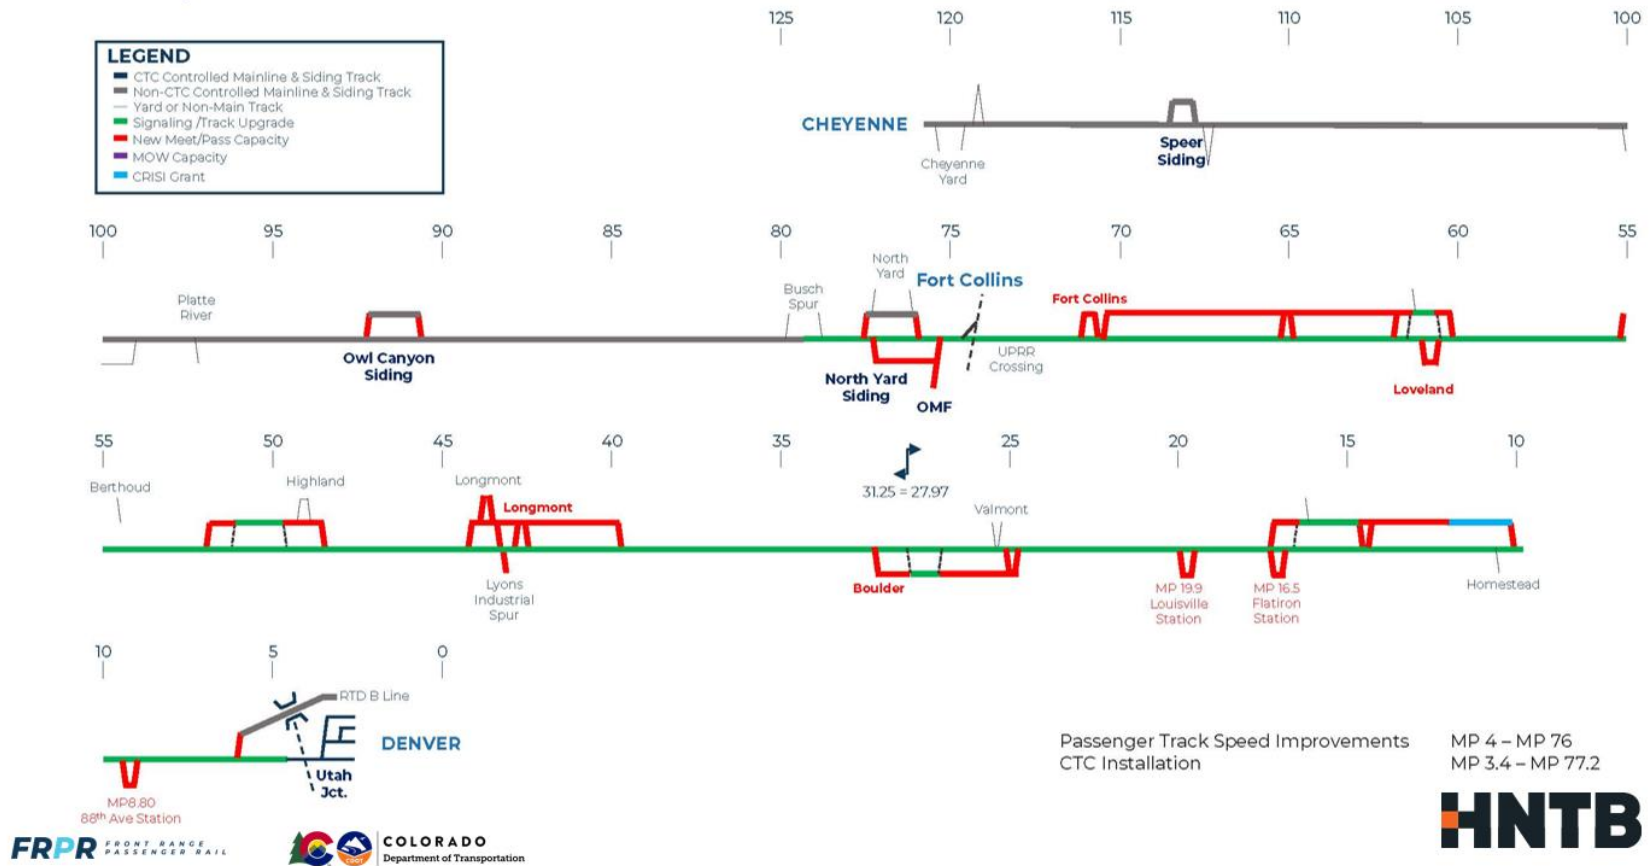 125 120 115 110 105 100
LEGEND
CTC Controlled Mainline & Siding Track
Non-CTC Controlled Mainline & Siding Track
Yard or Non-Main Track
Signaling /Track Upgrade
New Meet/Pass Capacity
MOW Capacity
CRISI Grant
CHEYENNE
Cheyenne
Yard
Speer
Siding
100 95 90 85 80 75 70 65 60 55
Platte
River
Owl Canyon
Siding
Busch
Spur
North
Yard
Fort Collins
North Yard
Siding
OMF
UPRR
Crossing
Fort Collins
Loveland
55 50 45 40 35 25 20 15 10
Berthoud
Highland
Longmont
Longmont
Lyons
Industrial
Spur
31.25 = 27.97
Valmont
Boulder
MP 19.9
Louisville
Station
MP 16.5
Flatiron
Station
Homestead
10 5 0
RTD B Line
DENVER
Utah
Jct.
MP8.80
88th Ave Station
Passenger Track Speed Improvements MP 4 – MP 76
CTC Installation MP 3.4 – MP 77.2
FRPR FRONT RANGE
PASSENGER RAIL
CDOT
COLORADO
Department of Transportation
HNTB